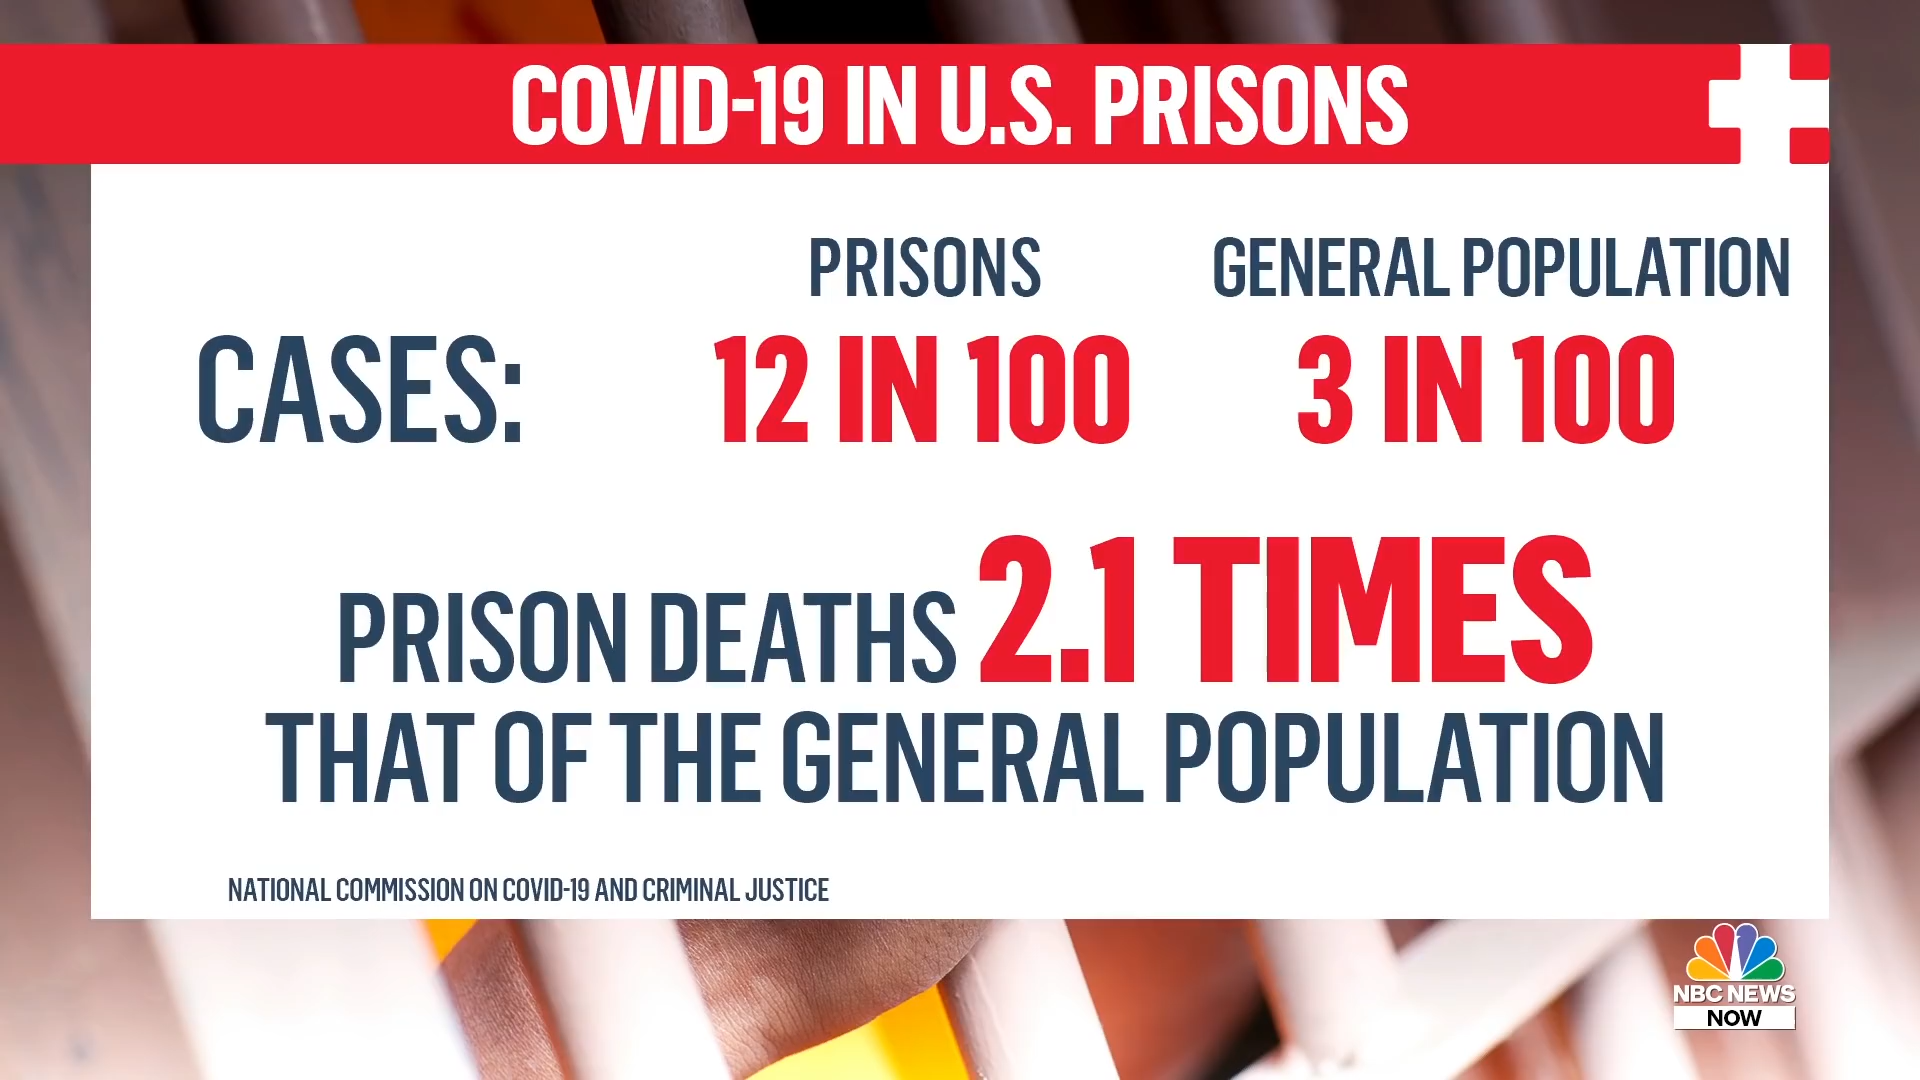 COVID-19 IN U.S. PRISONS
PRISONS GENERAL POPULATION
CASES: 12 IN 100 3 IN 100
PRISON DEATHS 2.1 TIMES
THAT OF THE GENERAL POPULATION
NATIONAL COMMISSION ON COVID-19 AND CRIMINAL JUSTICE
NBC NEWS
NOW